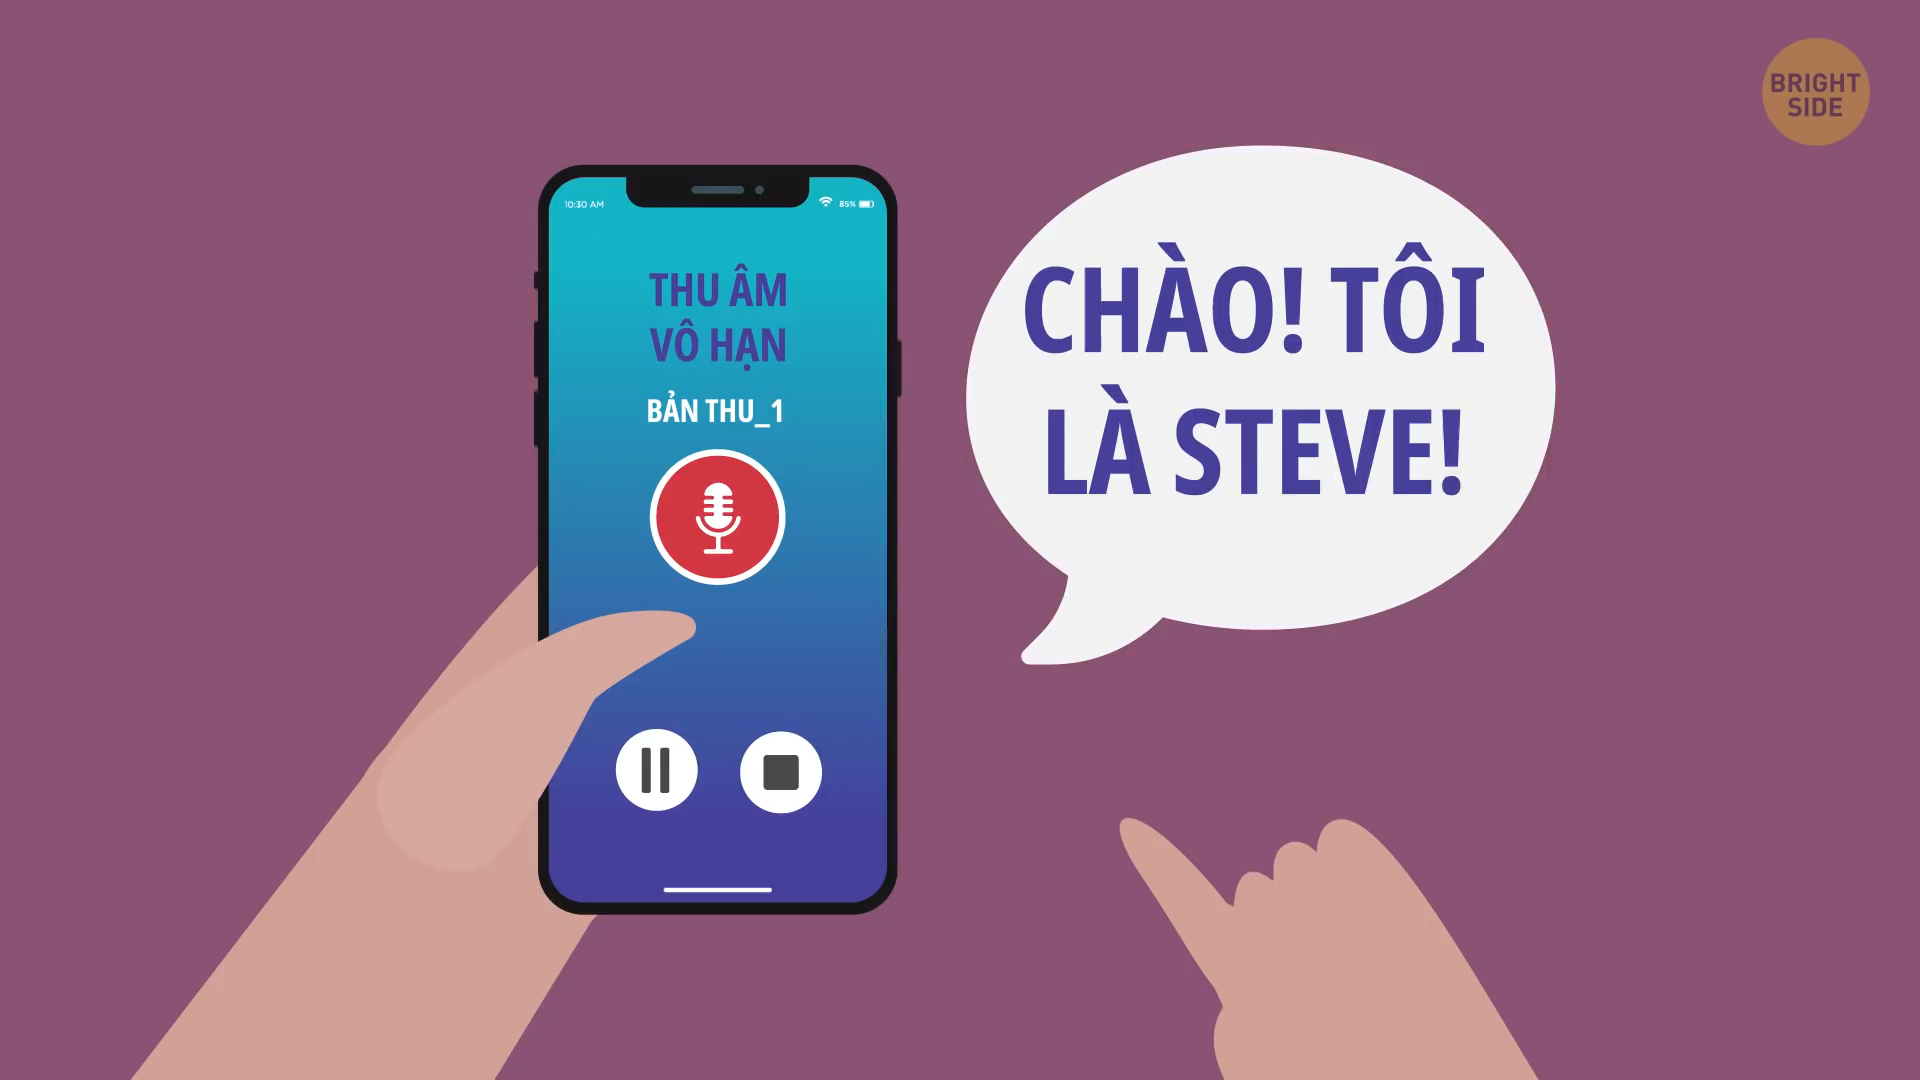 BRIGHT
SIDE
10:30 AM
85%
THU ÂM
VÔ HẠN
BẢN THU_1
CHÀO! TÔI
LÀ STEVE!